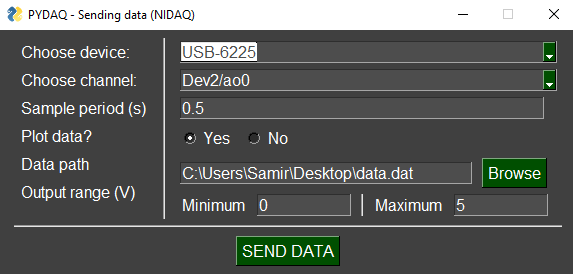 PYDAQ - Sending data (NIDAQ)
Choose device: USB-6225
Choose channel: Dev2/ao0
Sample period (s) 0.5
Plot data? Yes No
Data path C:\Users\Samir\Desktop\data.dat Browse
Output range (V) Minimum 0 Maximum 5
SEND DATA